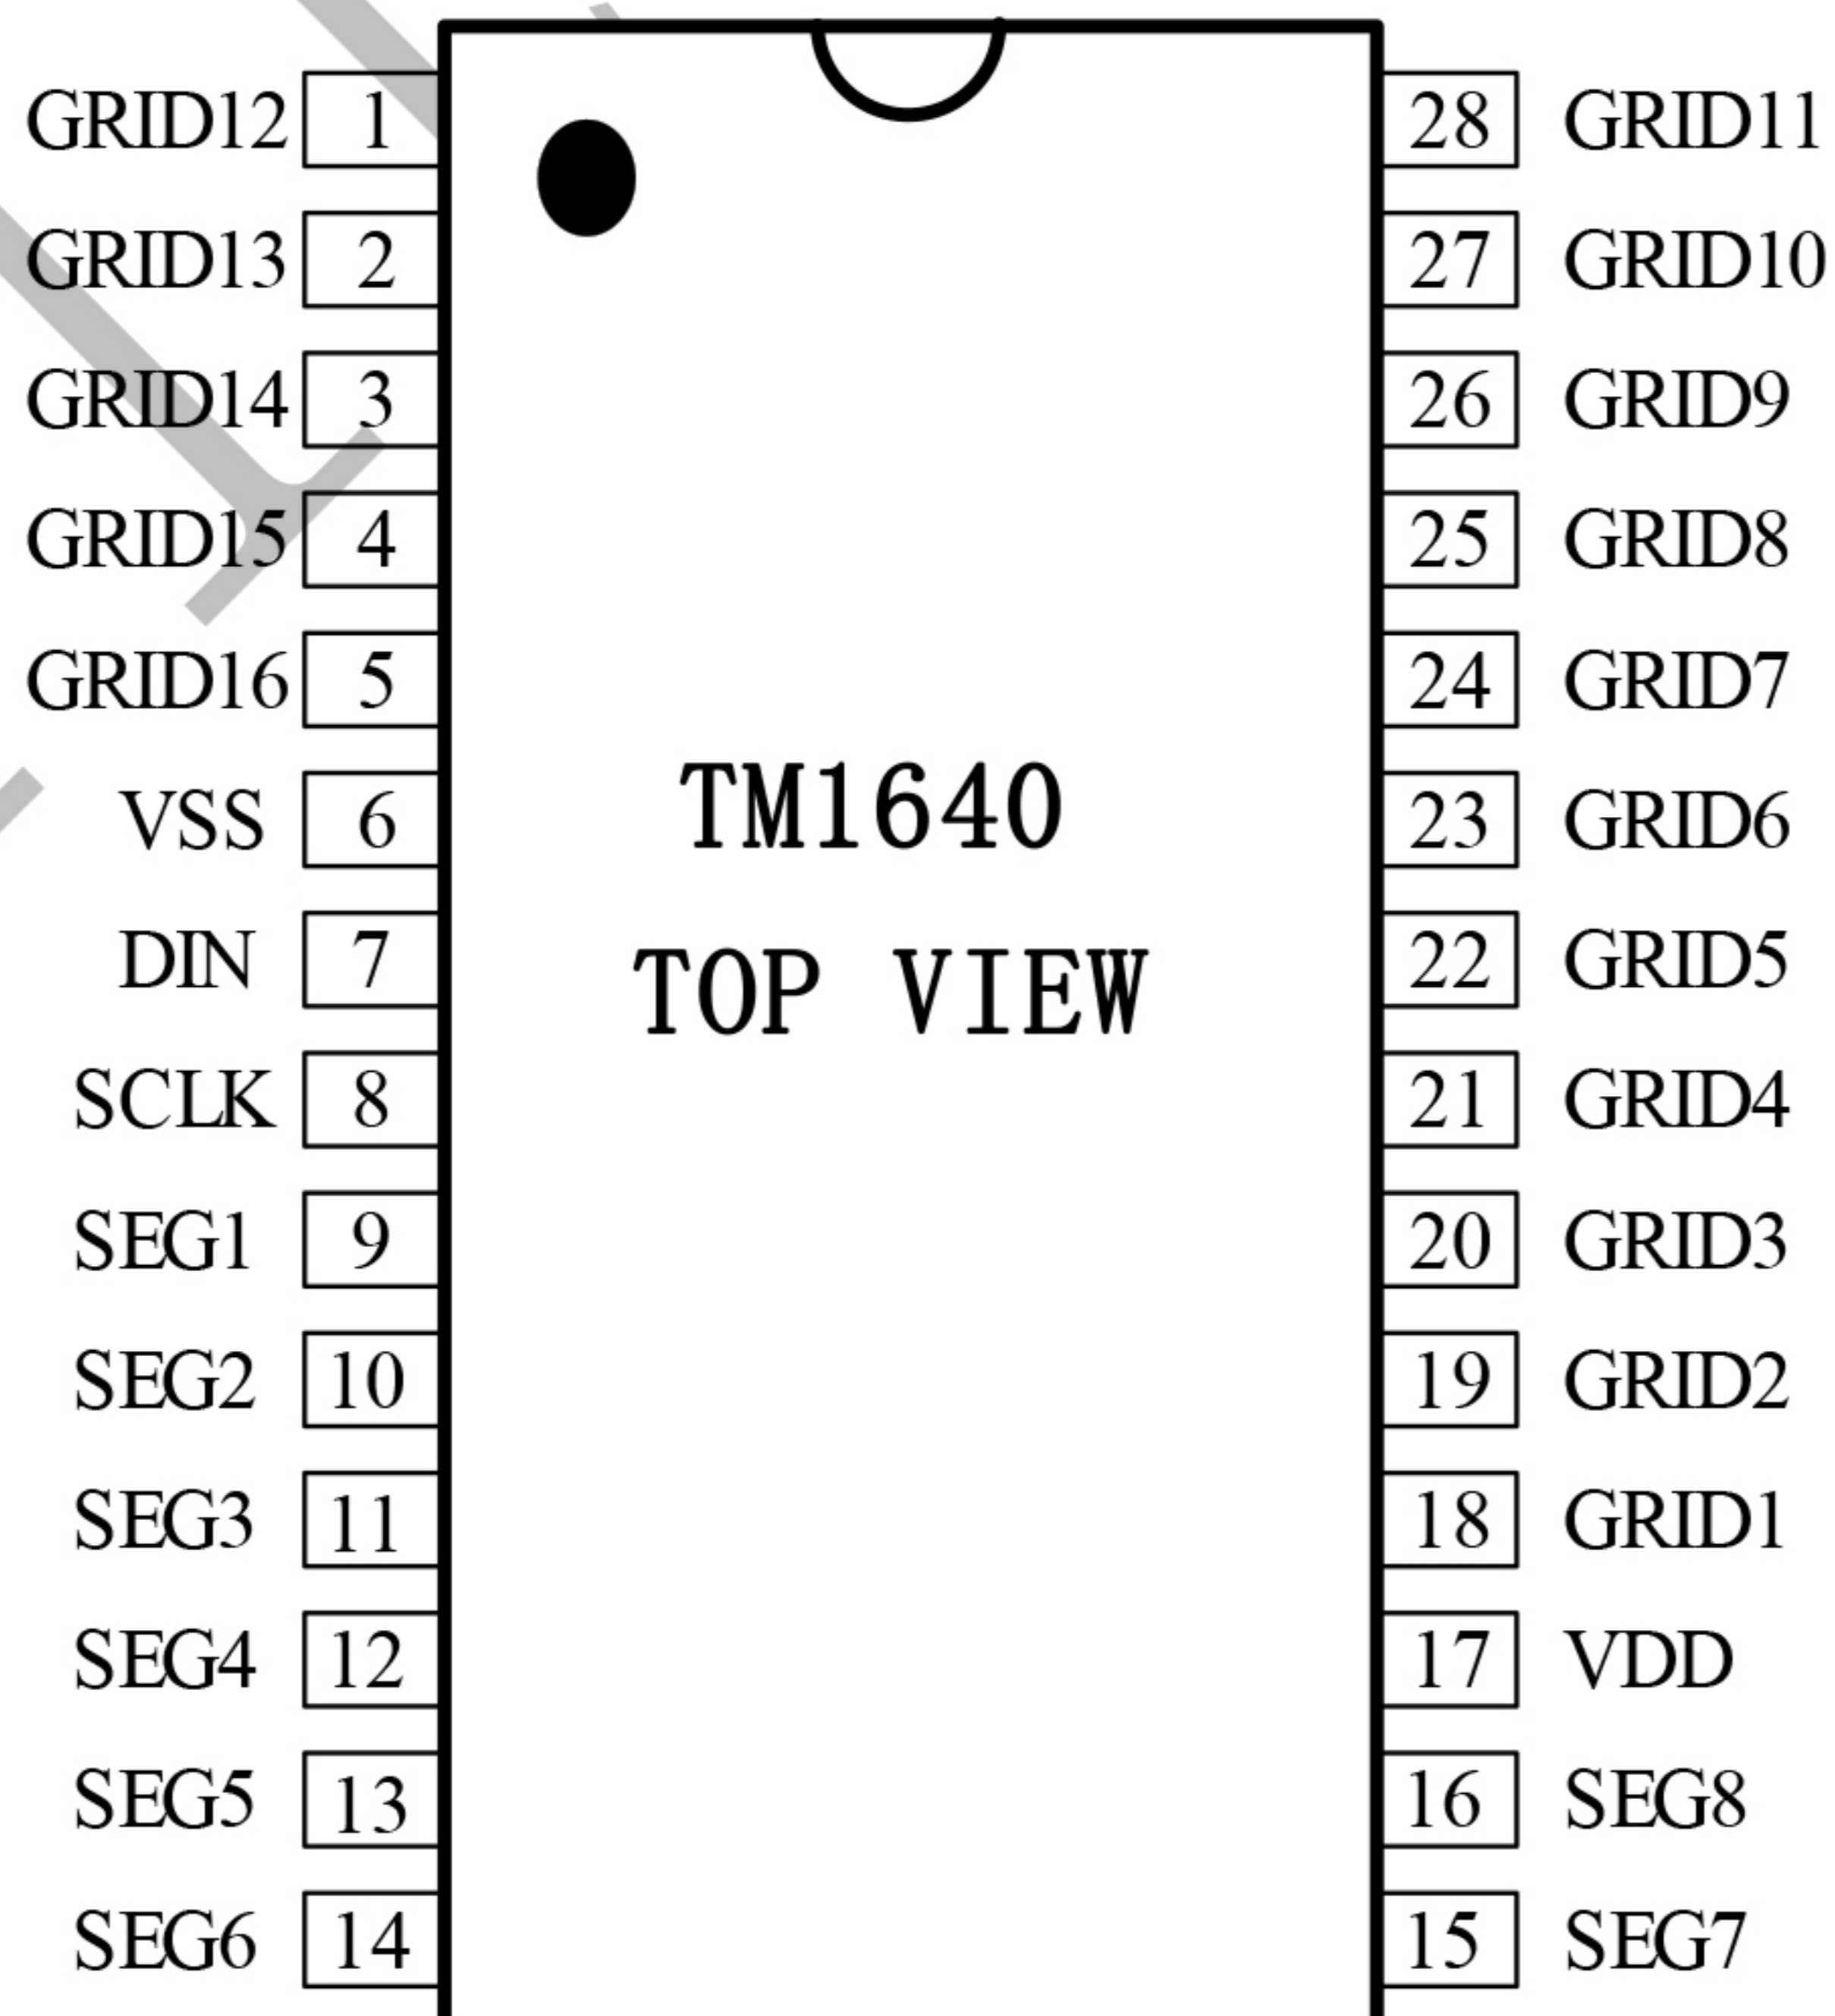 GRID12 1 28 GRID11
GRID13 2 27 GRID10
GRID14 3 26 GRID9
GRID15 4 25 GRID8
GRID16 5 24 GRID7
VSS 6 23 GRID6
TM1640
DIN 7 22 GRID5
TOP VIEW
SCLK 8 21 GRID4
SEG1 9 20 GRID3
SEG2 10 19 GRID2
SEG3 11 18 GRID1
SEG4 12 17 VDD
SEG5 13 16 SEG8
SEG6 14 15 SEG7